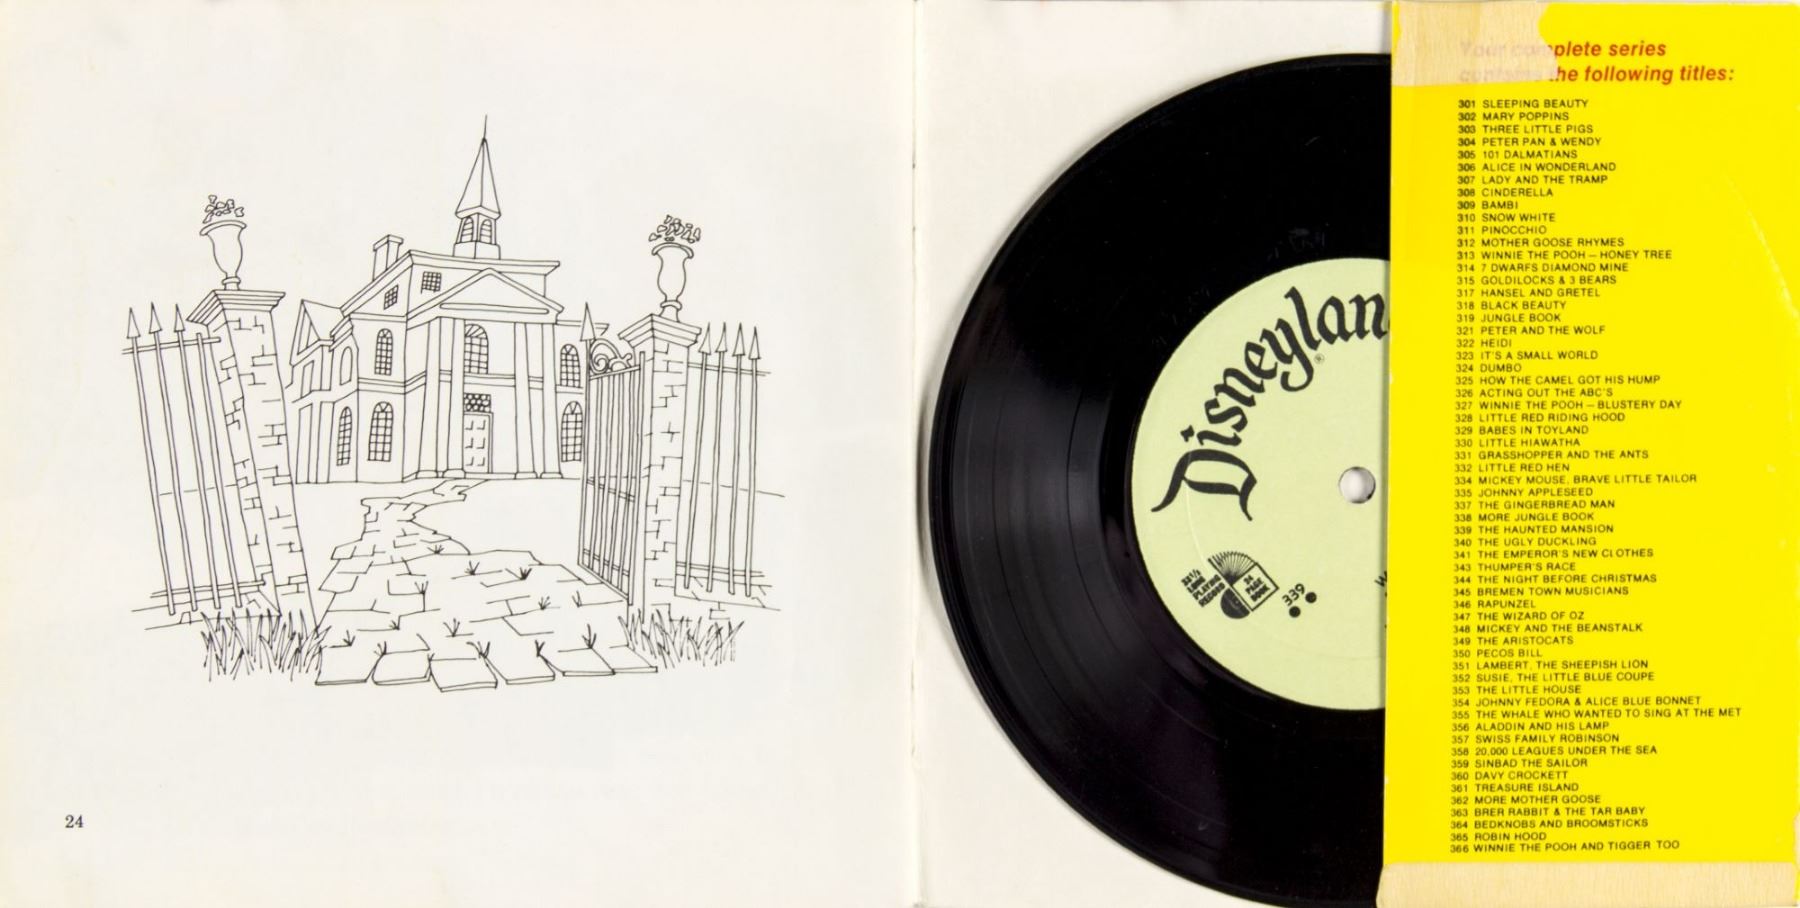 24
Disneylan
®
33 1/3
LONG
PLAYING
RECORD
24
PAGE
BOOK
339
Your complete series
contains the following titles:
301 SLEEPING BEAUTY
302 MARY POPPINS
303 THREE LITTLE PIGS
304 PETER PAN & WENDY
305 101 DALMATIANS
306 ALICE IN WONDERLAND
307 LADY AND THE TRAMP
308 CINDERELLA
309 BAMBI
310 SNOW WHITE
311 PINOCCHIO
312 MOTHER GOOSE RHYMES
313 WINNIE THE POOH – HONEY TREE
314 7 DWARFS DIAMOND MINE
315 GOLDILOCKS & 3 BEARS
317 HANSEL AND GRETEL
318 BLACK BEAUTY
319 JUNGLE BOOK
321 PETER AND THE WOLF
322 HEIDI
323 IT'S A SMALL WORLD
324 DUMBO
325 HOW THE CAMEL GOT HIS HUMP
326 ACTING OUT THE ABC'S
327 WINNIE THE POOH – BLUSTERY DAY
328 LITTLE RED RIDING HOOD
329 BABES IN TOYLAND
330 LITTLE HIAWATHA
331 GRASSHOPPER AND THE ANTS
332 LITTLE RED HEN
334 MICKEY MOUSE, BRAVE LITTLE TAILOR
335 JOHNNY APPLESEED
337 THE GINGERBREAD MAN
338 MORE JUNGLE BOOK
339 THE HAUNTED MANSION
340 THE UGLY DUCKLING
341 THE EMPEROR'S NEW CLOTHES
343 THUMPER'S RACE
344 THE NIGHT BEFORE CHRISTMAS
345 BREMEN TOWN MUSICIANS
346 RAPUNZEL
347 THE WIZARD OF OZ
348 MICKEY AND THE BEANSTALK
349 THE ARISTOCATS
350 PECOS BILL
351 LAMBERT, THE SHEEPISH LION
352 SUSIE, THE LITTLE BLUE COUPE
353 THE LITTLE HOUSE
354 JOHNNY FEDORA & ALICE BLUE BONNET
355 THE WHALE WHO WANTED TO SING AT THE MET
356 ALADDIN AND HIS LAMP
357 SWISS FAMILY ROBINSON
358 20,000 LEAGUES UNDER THE SEA
359 SINBAD THE SAILOR
360 DAVY CROCKETT
361 TREASURE ISLAND
362 MORE MOTHER GOOSE
363 BRER RABBIT & THE TAR BABY
364 BEDKNOBS AND BROOMSTICKS
365 ROBIN HOOD
366 WINNIE THE POOH AND TIGGER TOO